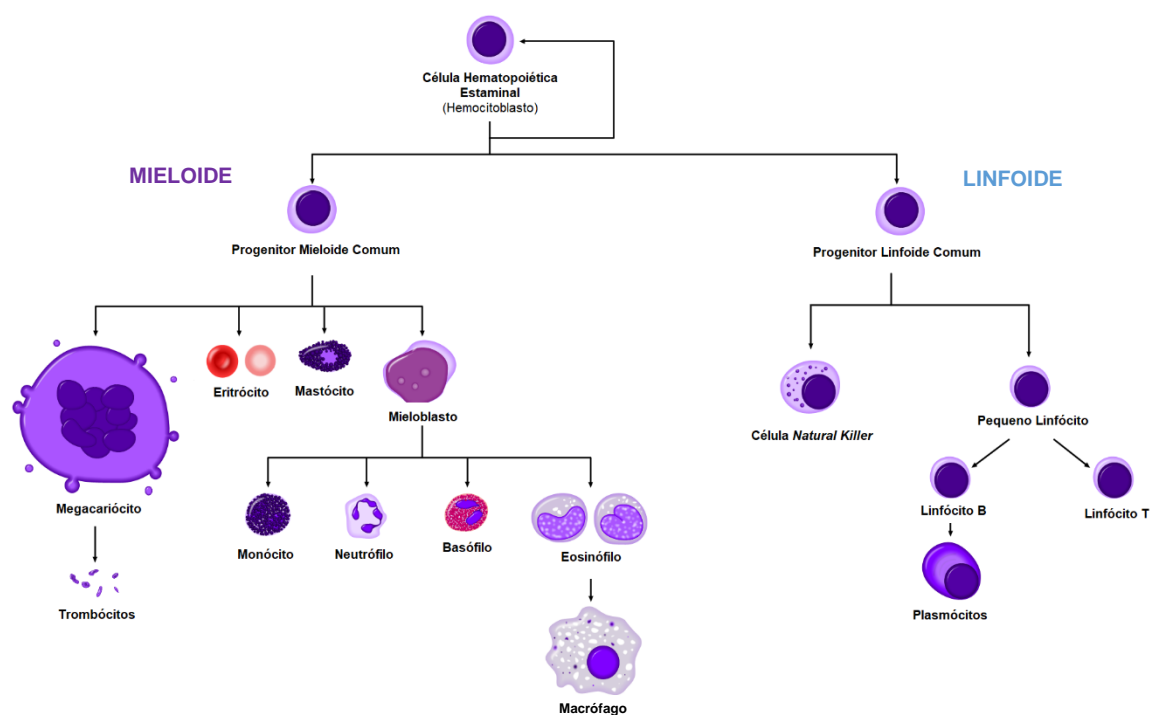 Célula Hematopoiética
Estaminal
(Hemocitoblasto)
MIELOIDE
LINFOIDE
Progenitor Mieloide Comum
Progenitor Linfoide Comum
Eritrócito
Mastócito
Mieloblasto
Célula Natural Killer
Pequeno Linfócito
Megacariócito
Linfócito B
Linfócito T
Monócito
Neutrófilo
Basófilo
Eosinófilo
Trombócitos
Plasmócitos
Macrófago